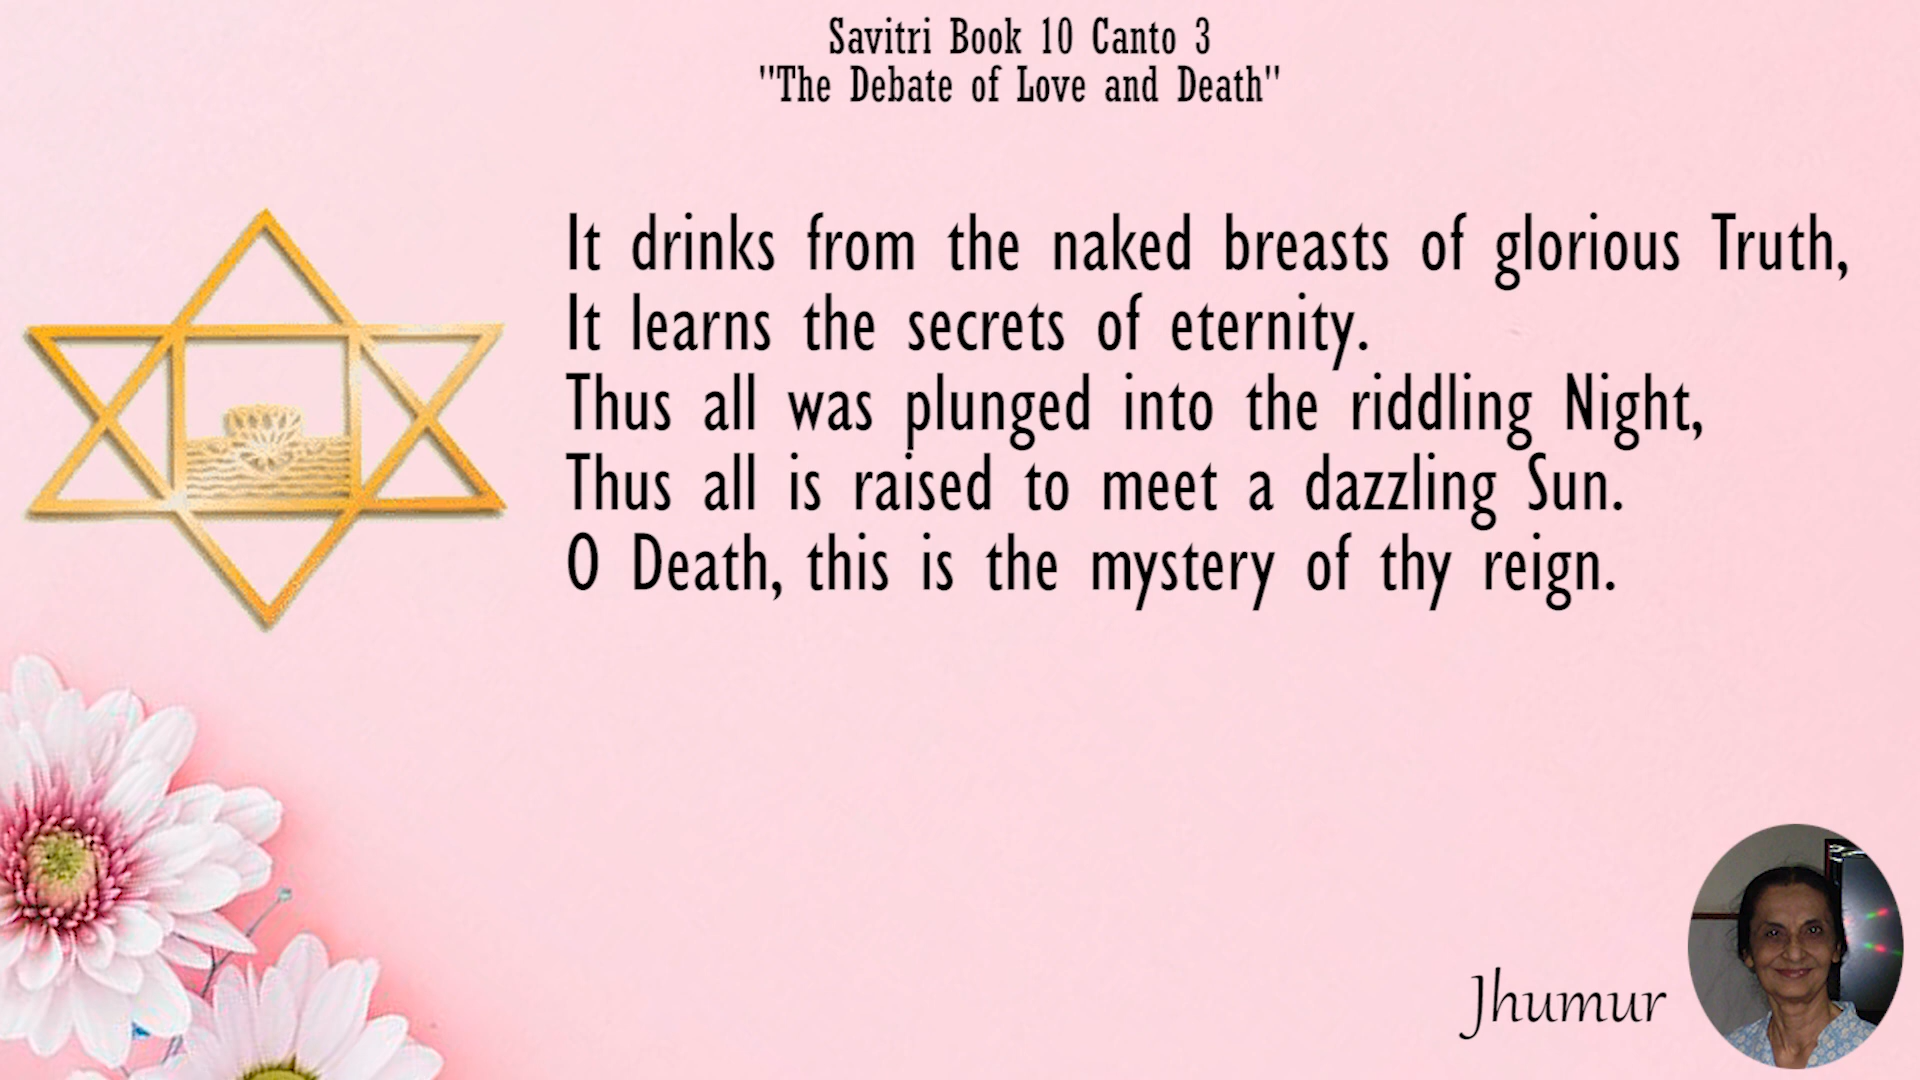 Savitri Book 10 Canto 3
"The Debate of Love and Death"
It drinks from the naked breasts of glorious Truth,
It learns the secrets of eternity.
Thus all was plunged into the riddling Night,
Thus all is raised to meet a dazzling Sun.
O Death, this is the mystery of thy reign.
Jhumur